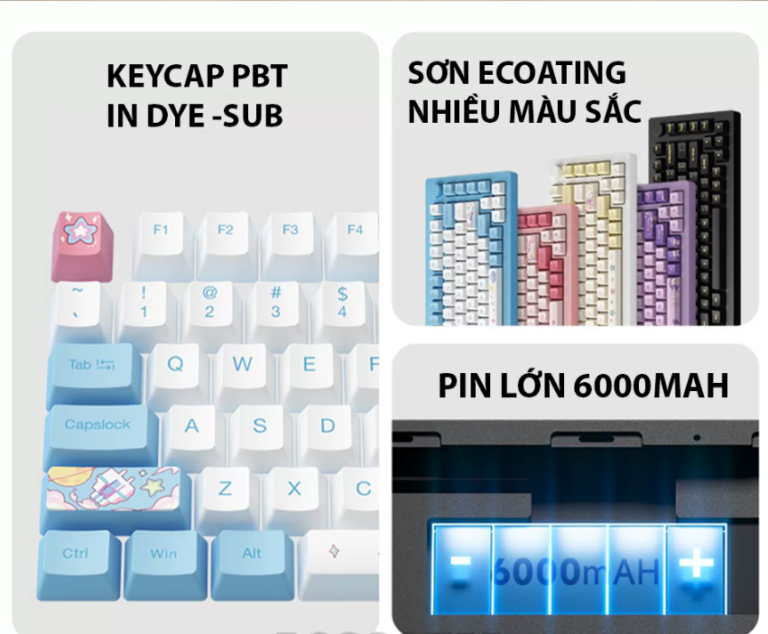 KEYCAP PBT
IN DYE -SUB
SƠN ECOATING
NHIỀU MÀU SẮC
F1 F2 F3 F4
~ ! @ # $
` 1 2 3 4
Tab Q W E
Capslock A S D
Z X C
Ctrl Win Alt
PIN LỚN 6000MAH
- 6000mAH +